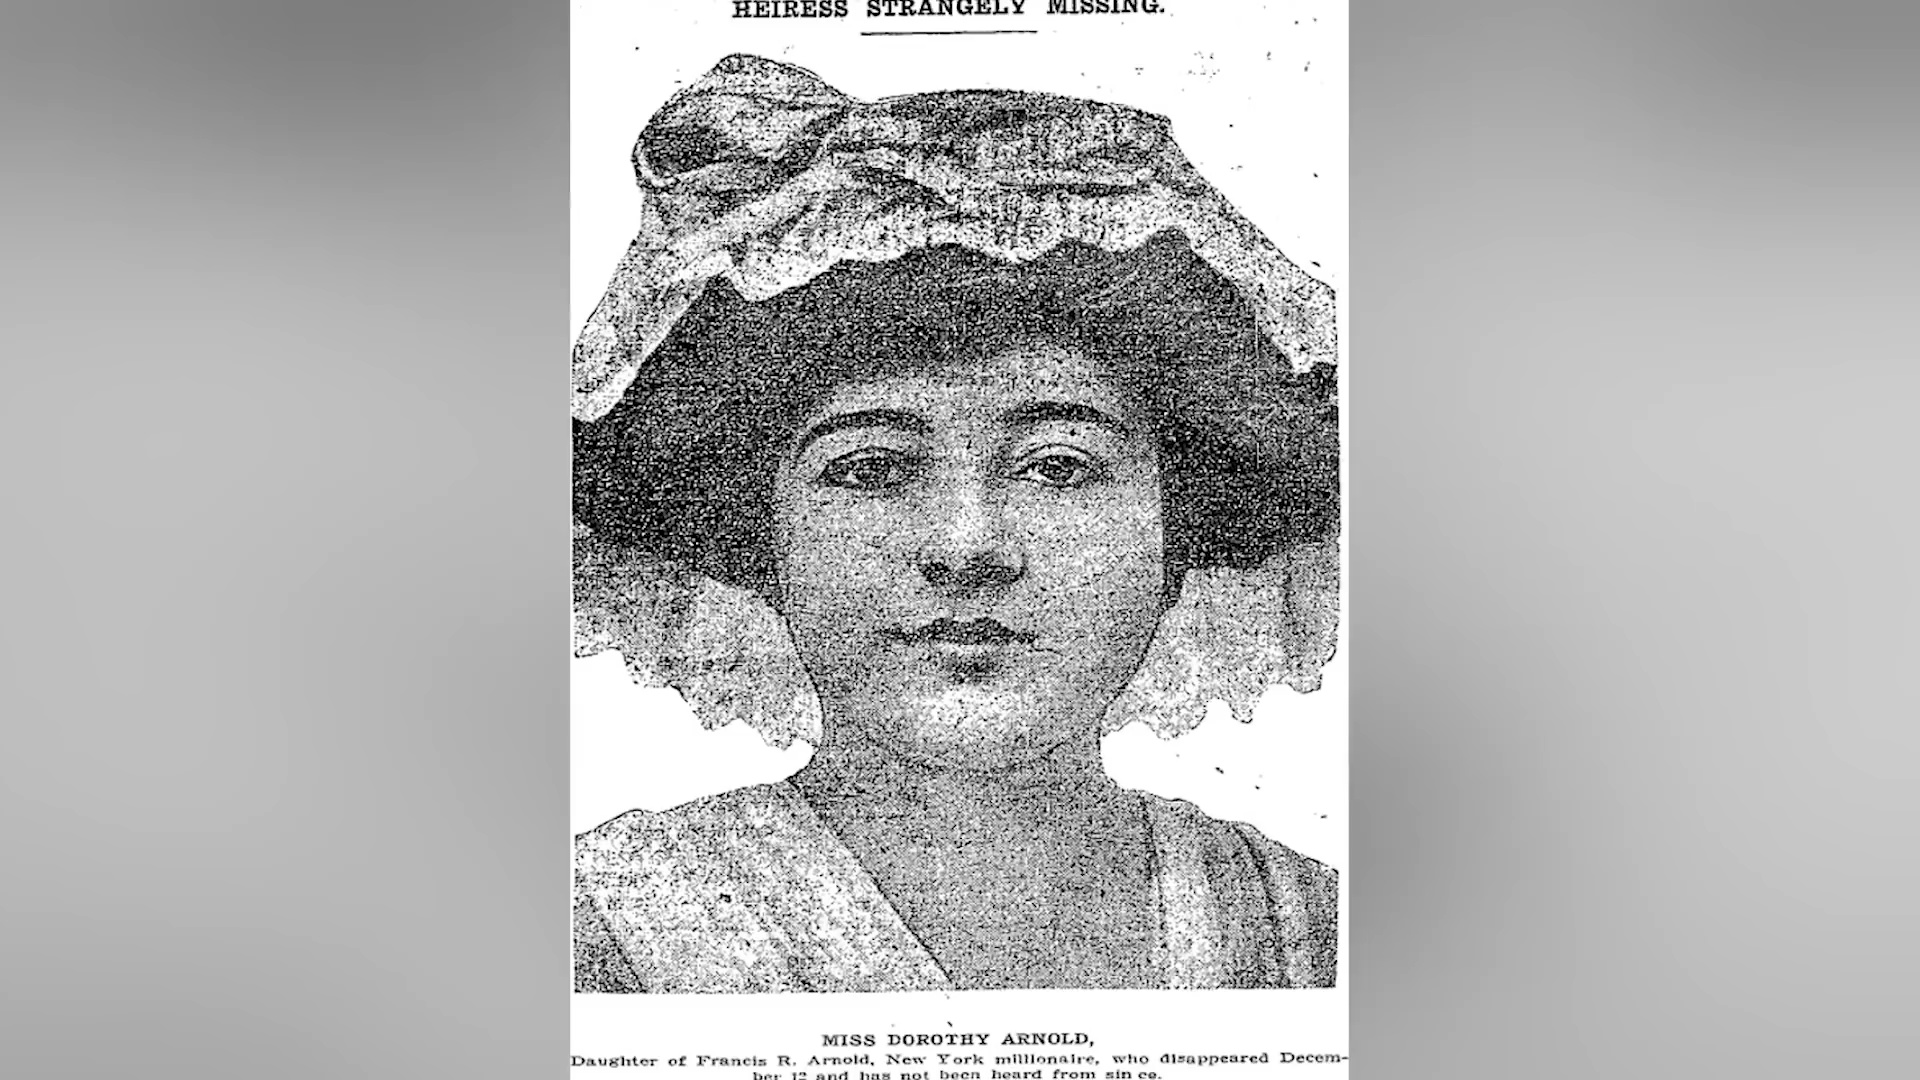 HEIRESS STRANGELY MISSING.
MISS DOROTHY ARNOLD,
Daughter of Francis R. Arnold, New York millionaire, who disappeared Decem-
ber 12 and has not been heard from since.